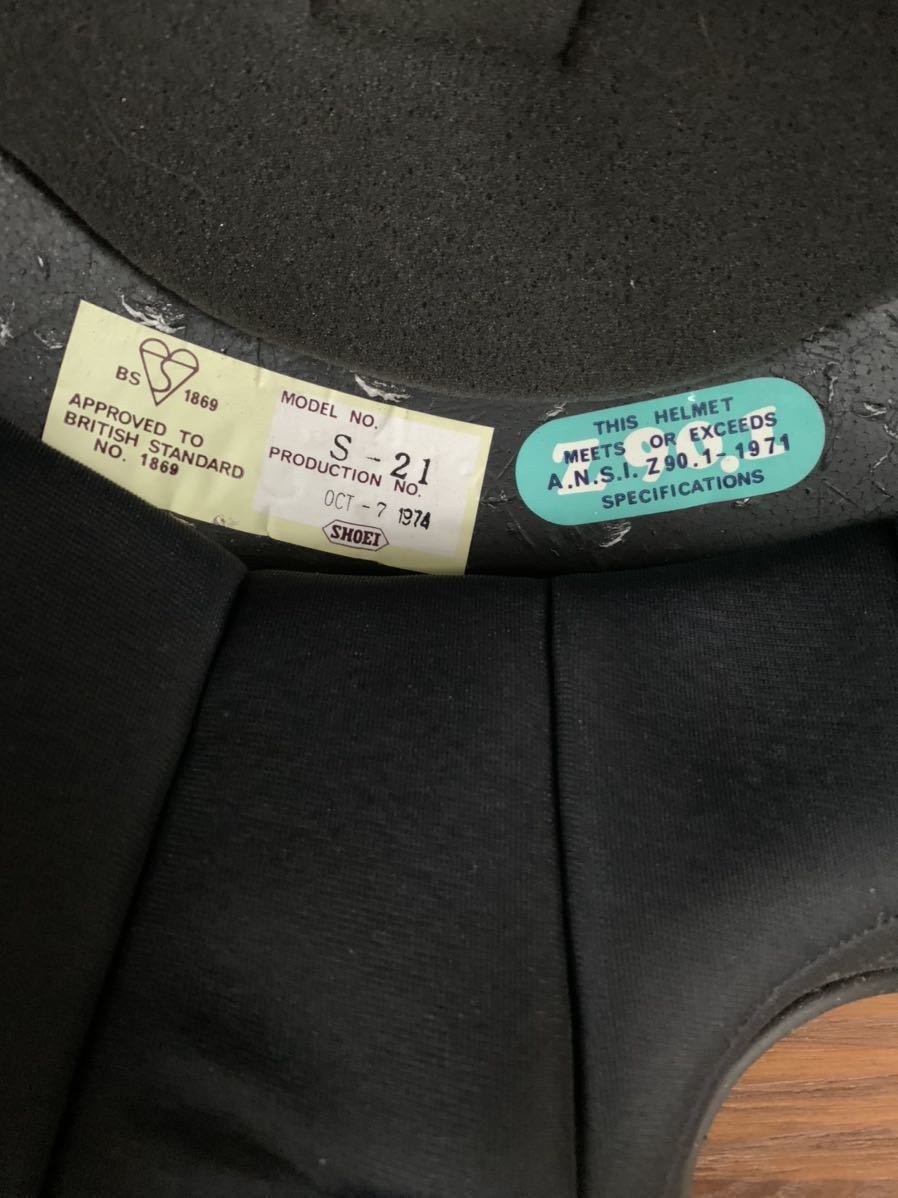 BS S 1869
APPROVED TO
BRITISH STANDARD
NO. 1869
MODEL NO.
S - 21
PRODUCTION NO.
OCT - 7 1974
SHOEI
Z 90.1
THIS HELMET
MEETS OR EXCEEDS
A.N.S.I. Z90.1-1971
SPECIFICATIONS